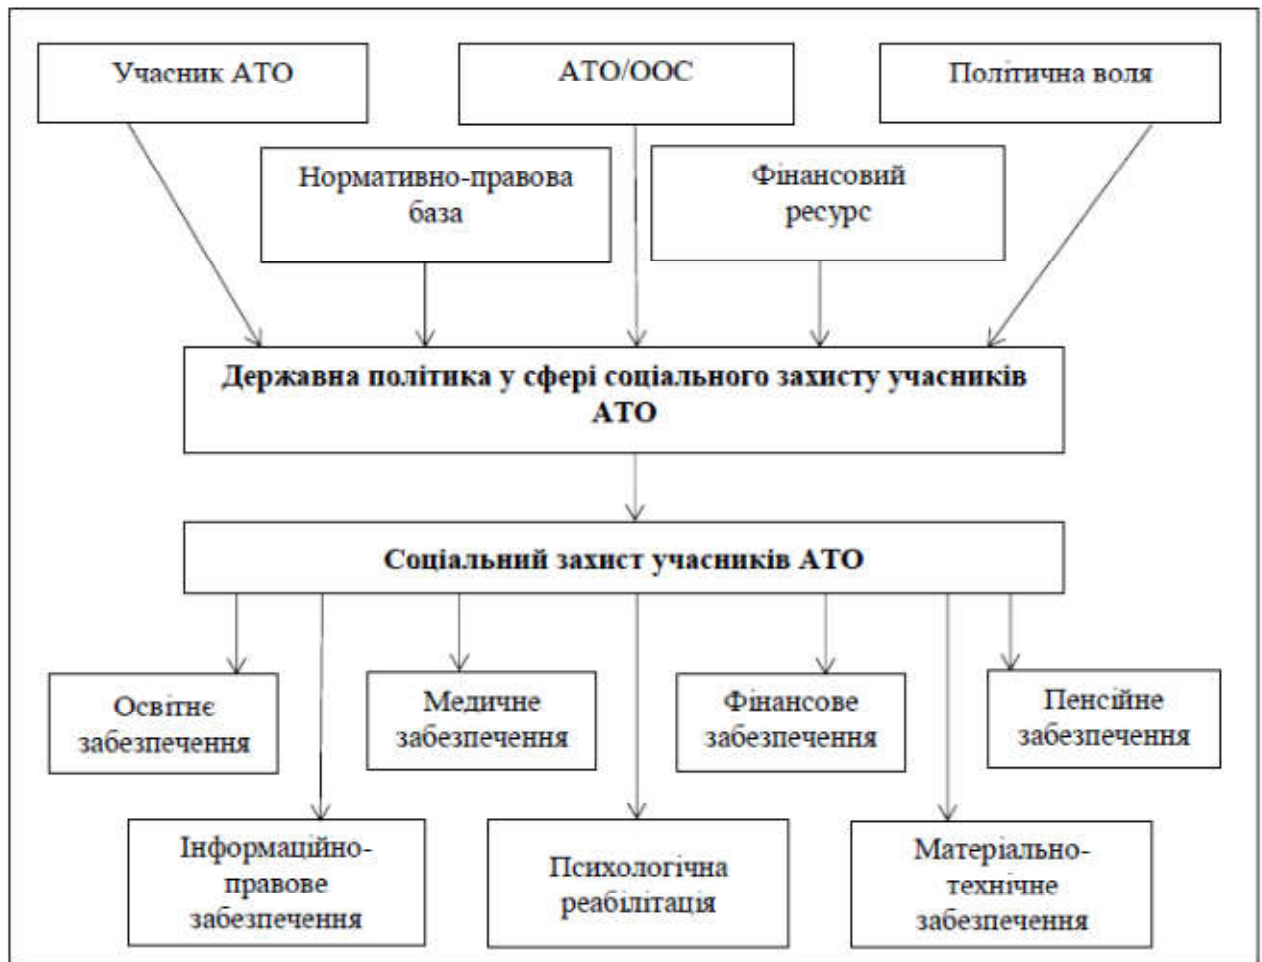 Учасник АТО
АТО/ООС
Політична воля
Нормативно-правова
база
Фінансовий
ресурс
Державна політика у сфері соціального захисту учасників
АТО
Соціальний захист учасників АТО
Освітнє
забезпечення
Медичне
забезпечення
Фінансове
забезпечення
Пенсійне
забезпечення
Інформаційно-
правове
забезпечення
Психологічна
реабілітація
Матеріально-
технічне
забезпечення